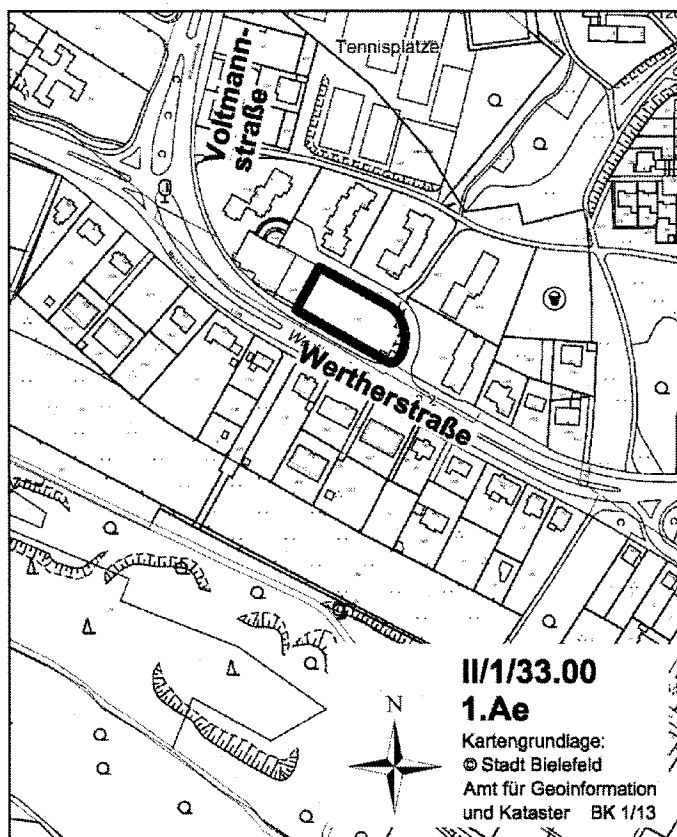 Tennisplätze
Voltmann-
straße
Wertherstraße
N
II/1/33.00
1.Ae
Kartengrundlage:
© Stadt Bielefeld
Amt für Geoinformation
und Kataster BK 1/13